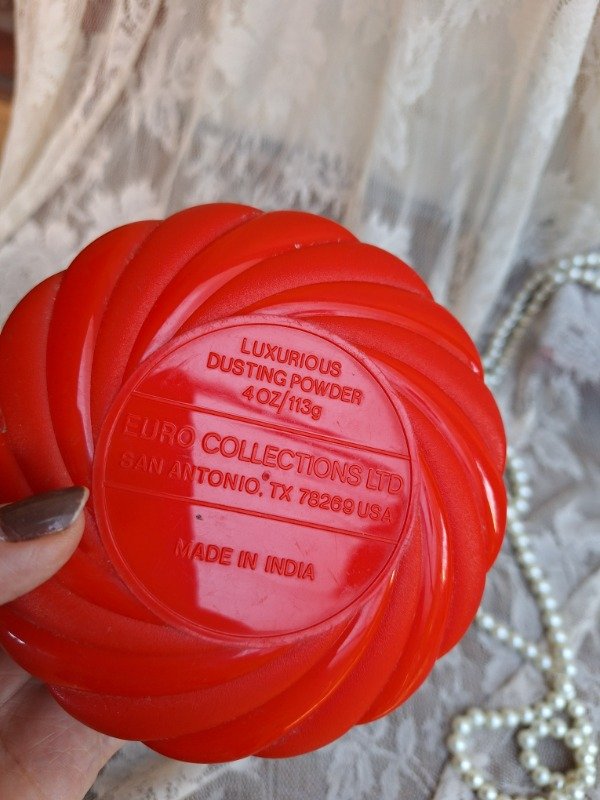 LUXURIOUS
DUSTING POWDER
4 OZ/113g
EURO COLLECTIONS LTD
SAN ANTONIO, TX 78269 USA
MADE IN INDIA